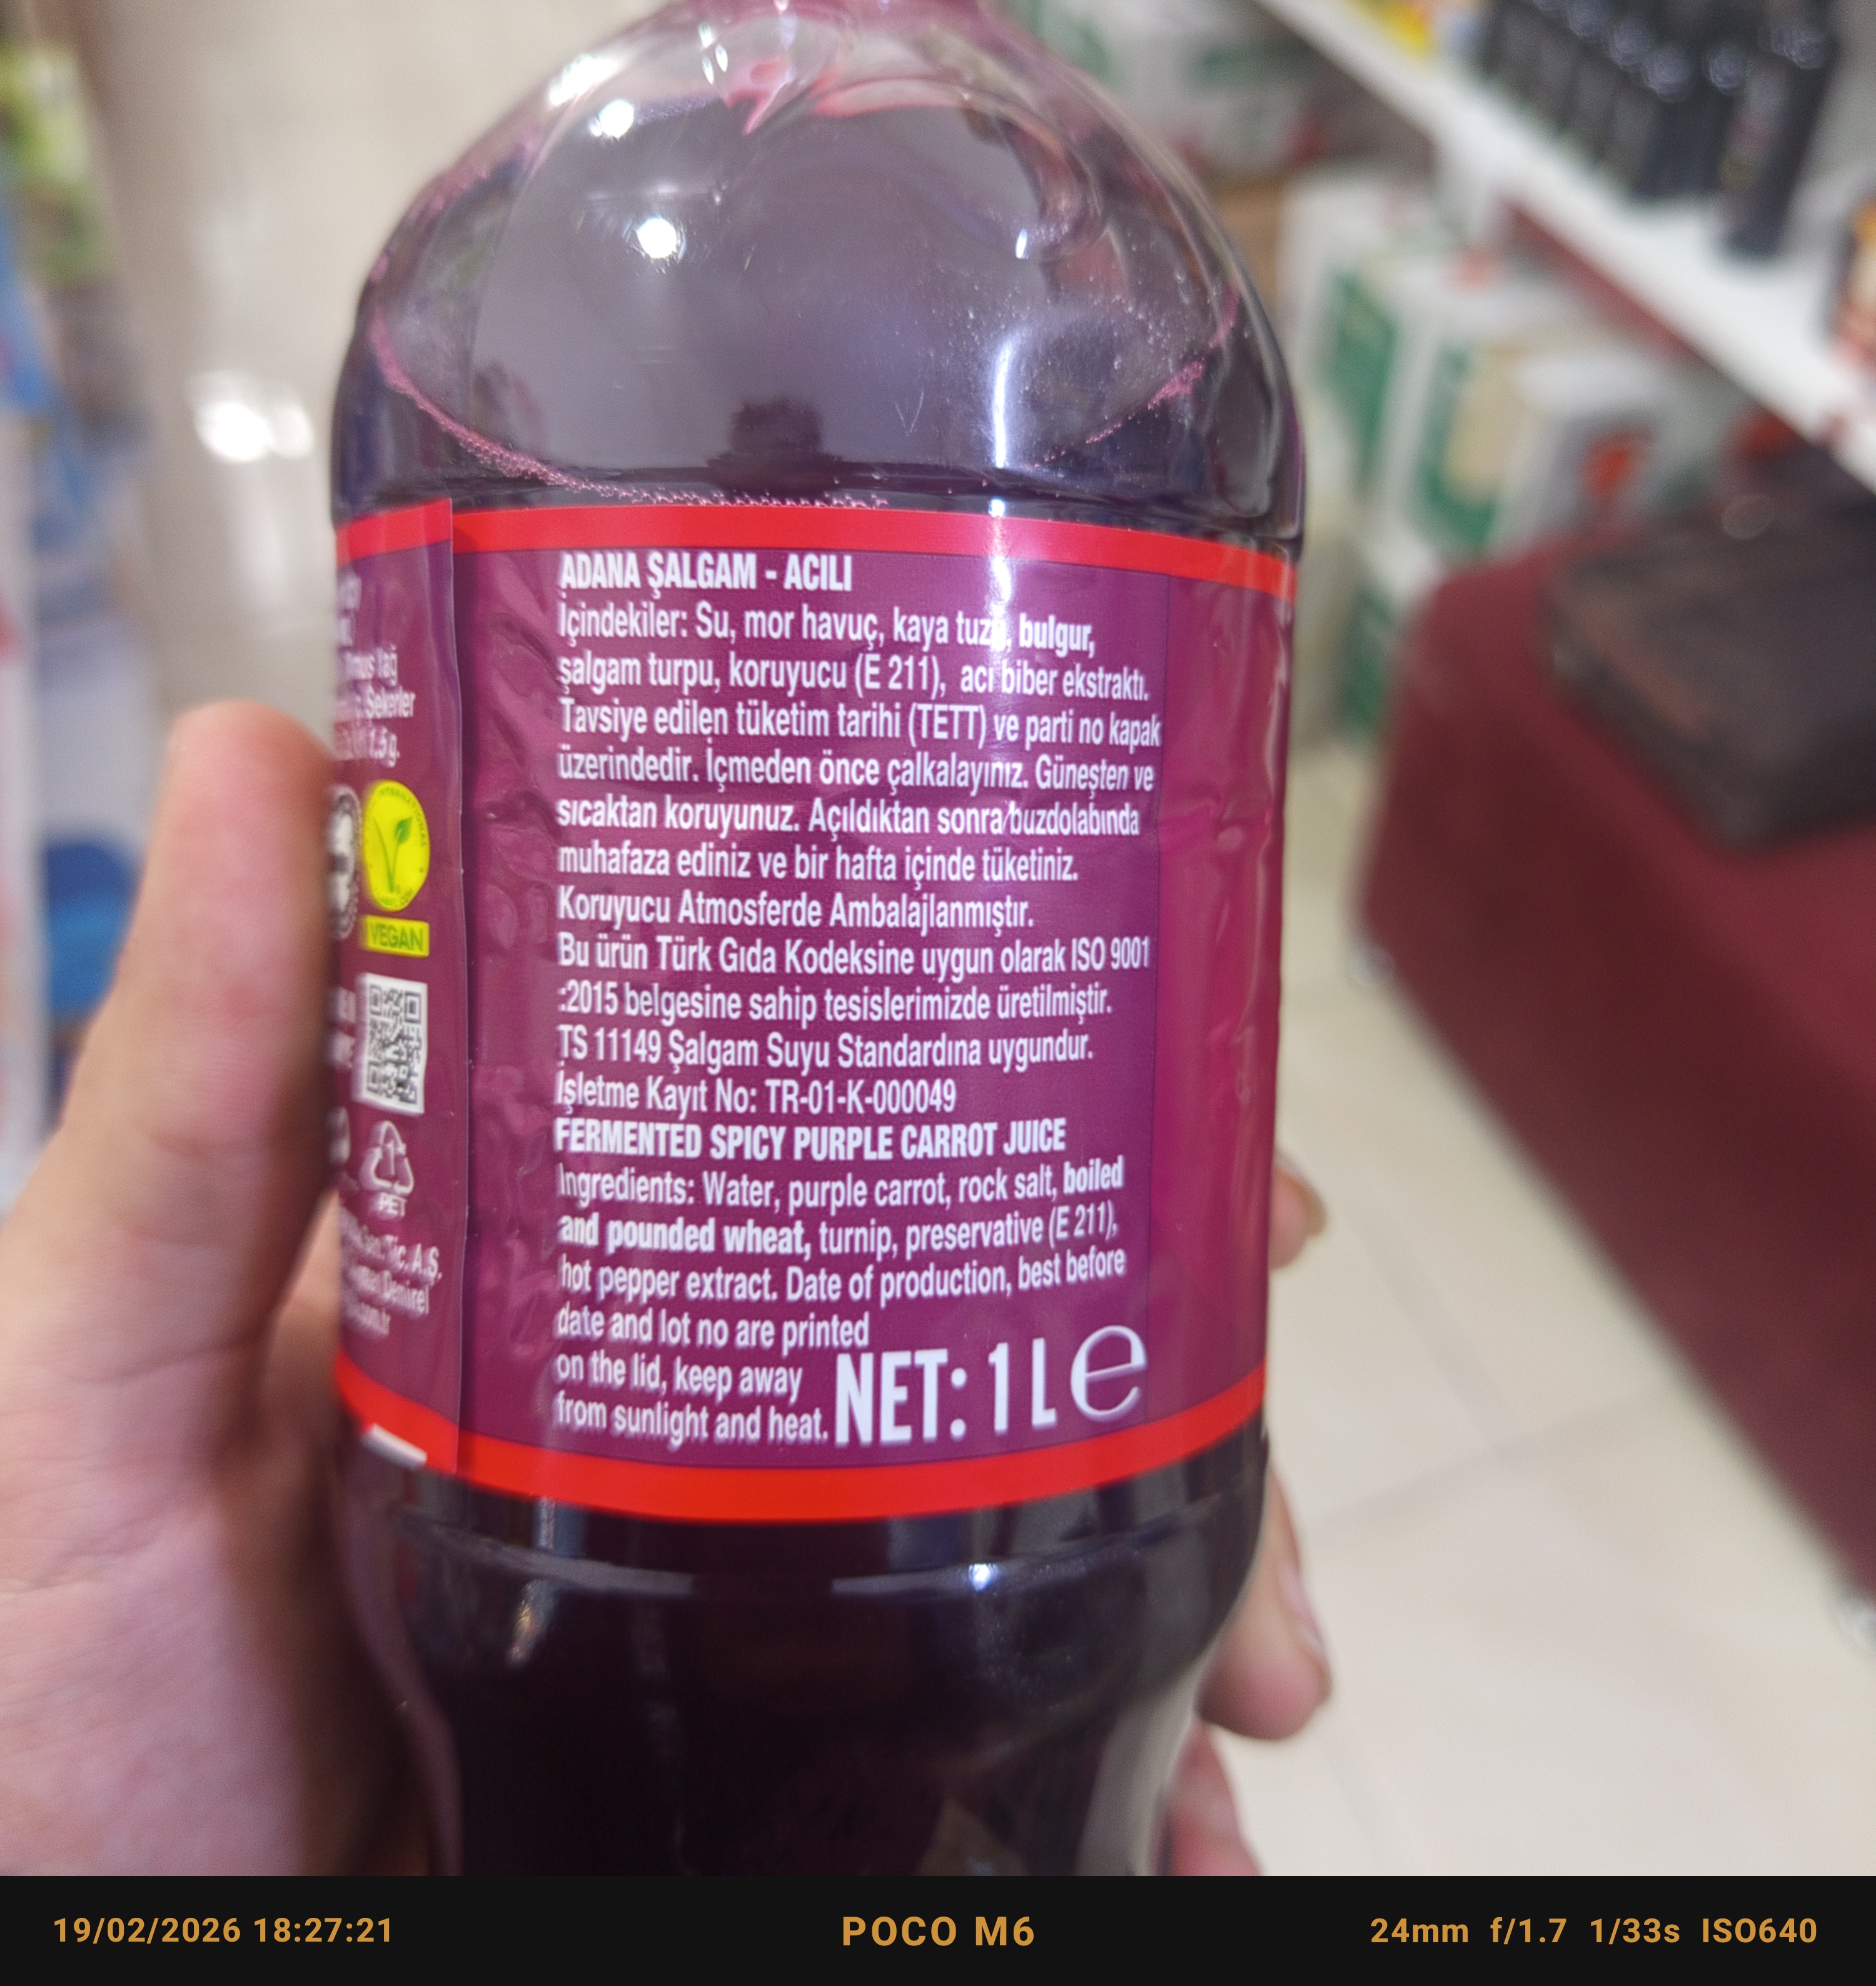 ADANA ŞALGAM - ACILI
İçindekiler: Su, mor havuç, kaya tuzu, bulgur,
şalgam turpu, koruyucu (E 211), acı biber ekstraktı.
Tavsiye edilen tüketim tarihi (TETT) ve parti no kapak
üzerindedir. İçmeden önce çalkalayınız. Güneşten ve
sıcaktan koruyunuz. Açıldıktan sonra buzdolabında
muhafaza ediniz ve bir hafta içinde tüketiniz.
Koruyucu Atmosferde Ambalajlanmıştır.
Bu ürün Türk Gıda Kodeksine uygun olarak ISO 9001
:2015 belgesine sahip tesislerimizde üretilmiştir.
TS 11149 Şalgam Suyu Standardına uygundur.
İşletme Kayıt No: TR-01-K-000049
FERMENTED SPICY PURPLE CARROT JUICE
Ingredients: Water, purple carrot, rock salt, boiled
and pounded wheat, turnip, preservative (E 211),
hot pepper extract. Date of production, best before
date and lot no are printed
on the lid, keep away
from sunlight and heat.
NET: 1 L e
Şekerler
VEGAN
1
PET
Tic. A.Ş.
19/02/2026 18:27:21
POCO M6
24mm f/1.7 1/33s ISO640